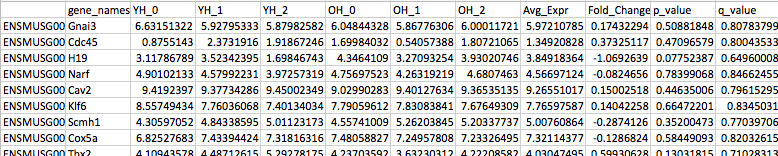 gene_names YH_0 YH_1 YH_2 OH_0 OH_1 OH_2 Avg_Expr Fold_Change p_value q_value
ENSMUSG00 Gnai3 6.63151322 5.92795333 5.87982582 6.04844328 5.86776306 6.00011721 5.97210785 0.17432294 0.50881848 0.80783799
ENSMUSG00 Cdc45 0.8755143 2.3731916 1.91867246 1.69984032 0.54057388 1.80721065 1.34920828 0.37325117 0.47096579 0.80043533
ENSMUSG00 H19 3.11786789 3.52342395 1.69846743 4.3464109 3.27093254 3.93020746 3.84918364 -1.0692639 0.07752387 0.64960008
ENSMUSG00 Narf 4.90102133 4.57992231 3.97257319 4.75697523 4.26319219 4.6807463 4.56697124 -0.0824656 0.78399068 0.84662455
ENSMUSG00 Cav2 9.4192397 9.37734286 9.45002349 9.02990283 9.40127634 9.36535135 9.26551017 0.15002518 0.44635006 0.79615295
ENSMUSG00 Klf6 8.55749434 7.76036068 7.40134034 7.79059612 7.83083841 7.67649309 7.76597587 0.14042258 0.66472201 0.8345031
ENSMUSG00 Scmh1 4.30597052 4.84338595 5.01123173 4.55741009 5.26203845 5.20337737 5.00760864 -0.2874126 0.35200473 0.77039706
ENSMUSG00 Cox5a 6.82527683 7.43394424 7.31816316 7.48058827 7.24957808 7.23326495 7.32114377 -0.1286824 0.58449093 0.82032615